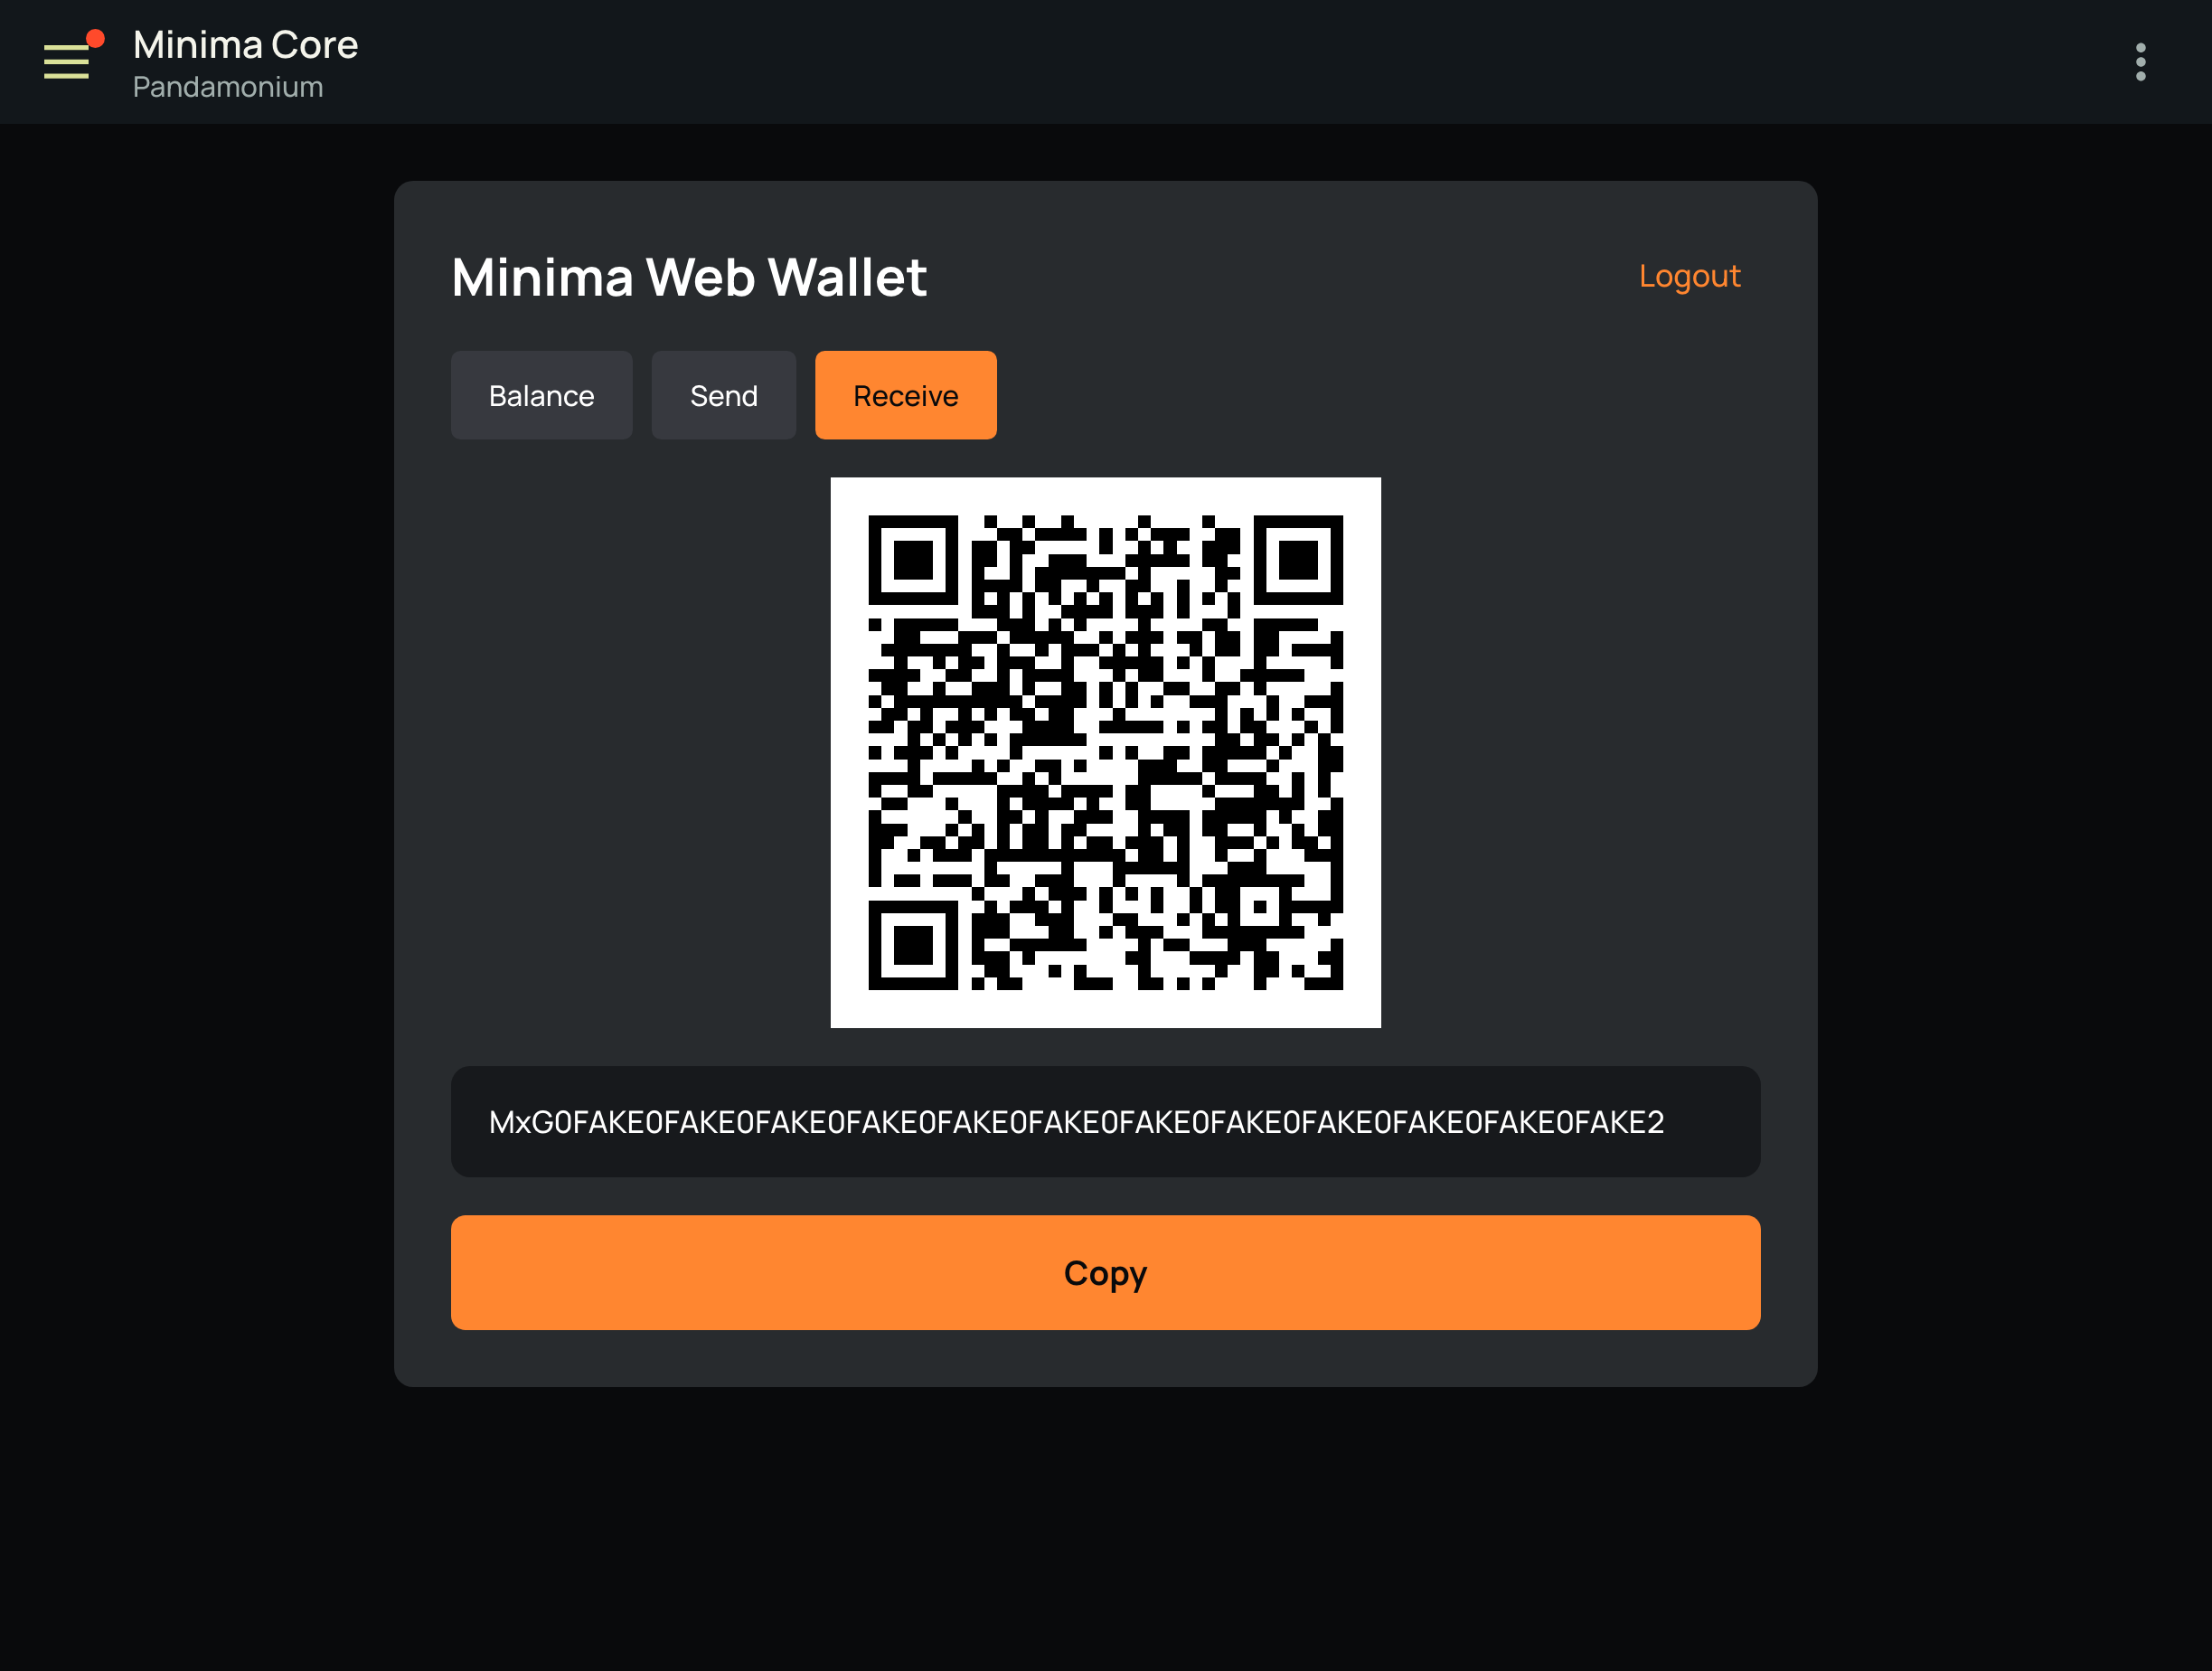 Minima Core
Pandamonium
Minima Web Wallet
Logout
Balance
Send
Receive
MxG0FAKE0FAKE0FAKE0FAKE0FAKE0FAKE0FAKE0FAKE0FAKE0FAKE0FAKE0FAKE2
Copy